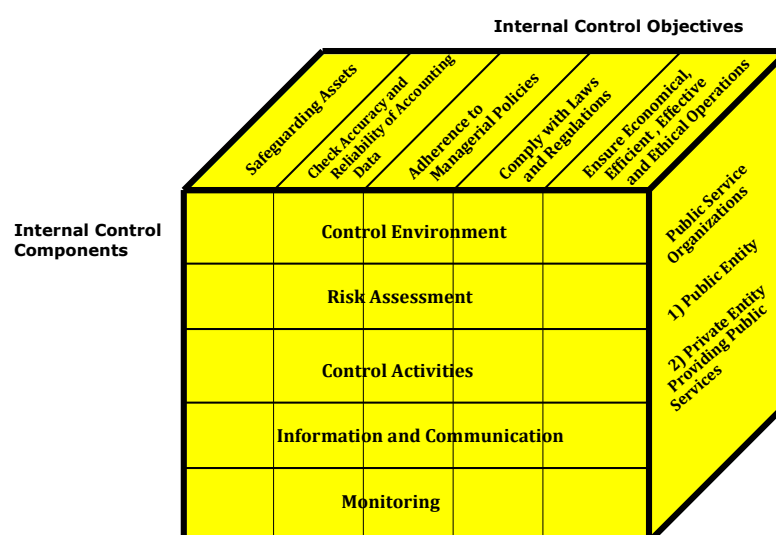 Internal Control Objectives
Safeguarding Assets
Check Accuracy and
Reliability of Accounting
Data
Adherence to
Managerial Policies
Comply with Laws
and Regulations
Ensure Economical,
Efficient , Effective
and Ethical Operations
Internal Control
Components
Control Environment
Risk Assessment
Control Activities
Information and Communication
Monitoring
Public Service
Organizations
1) Public Entity
2) Private Entity
Providing Public
Services